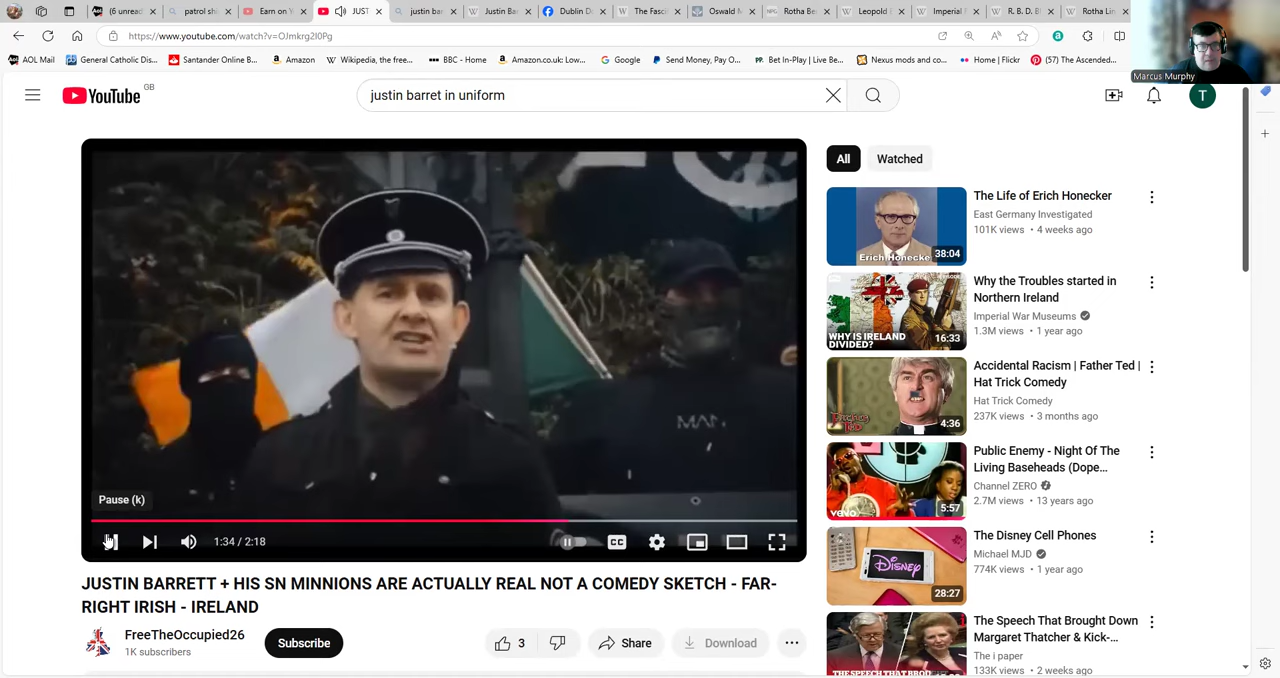 (6 unread
patrol shi
Earn on Y
JUST
justin bar
Justin Ba
Dublin D
The Fasci
Oswald M
Rotha Be
Leopold E
Imperial F
R. B. D. B
Rotha Lin
https://www.youtube.com/watch?v=OJmkrg2I0Pg
AOL Mail
General Catholic Dis...
Santander Online B...
Amazon
Wikipedia, the free...
BBC - Home
Amazon.co.uk: Low...
Google
Send Money, Pay O...
Bet In-Play | Live Be...
Nexus mods and co...
Home | Flickr
(57) The Ascended...
Marcus Murphy
YouTube GB
justin barret in uniform
T
All
Watched
The Life of Erich Honecker
East Germany Investigated
101K views • 4 weeks ago
Erich Honecke
38:04
Why the Troubles started in
Northern Ireland
Imperial War Museums
1.3M views • 1 year ago
WHY IS IRELAND
DIVIDED?
16:33
Accidental Racism | Father Ted |
Hat Trick Comedy
Hat Trick Comedy
237K views • 3 months ago
4:36
Public Enemy - Night Of The
Living Baseheads (Dope...
Channel ZERO
2.7M views • 13 years ago
5:57
The Disney Cell Phones
Michael MJD
774K views • 1 year ago
Disney
28:27
The Speech That Brought Down
Margaret Thatcher & Kick-...
The i paper
133K views • 2 weeks ago
Pause (k)
1:34 / 2:18
CC
JUSTIN BARRETT + HIS SN MINNIONS ARE ACTUALLY REAL NOT A COMEDY SKETCH - FAR-
RIGHT IRISH - IRELAND
FreeTheOccupied26
1K subscribers
Subscribe
3
Share
Download